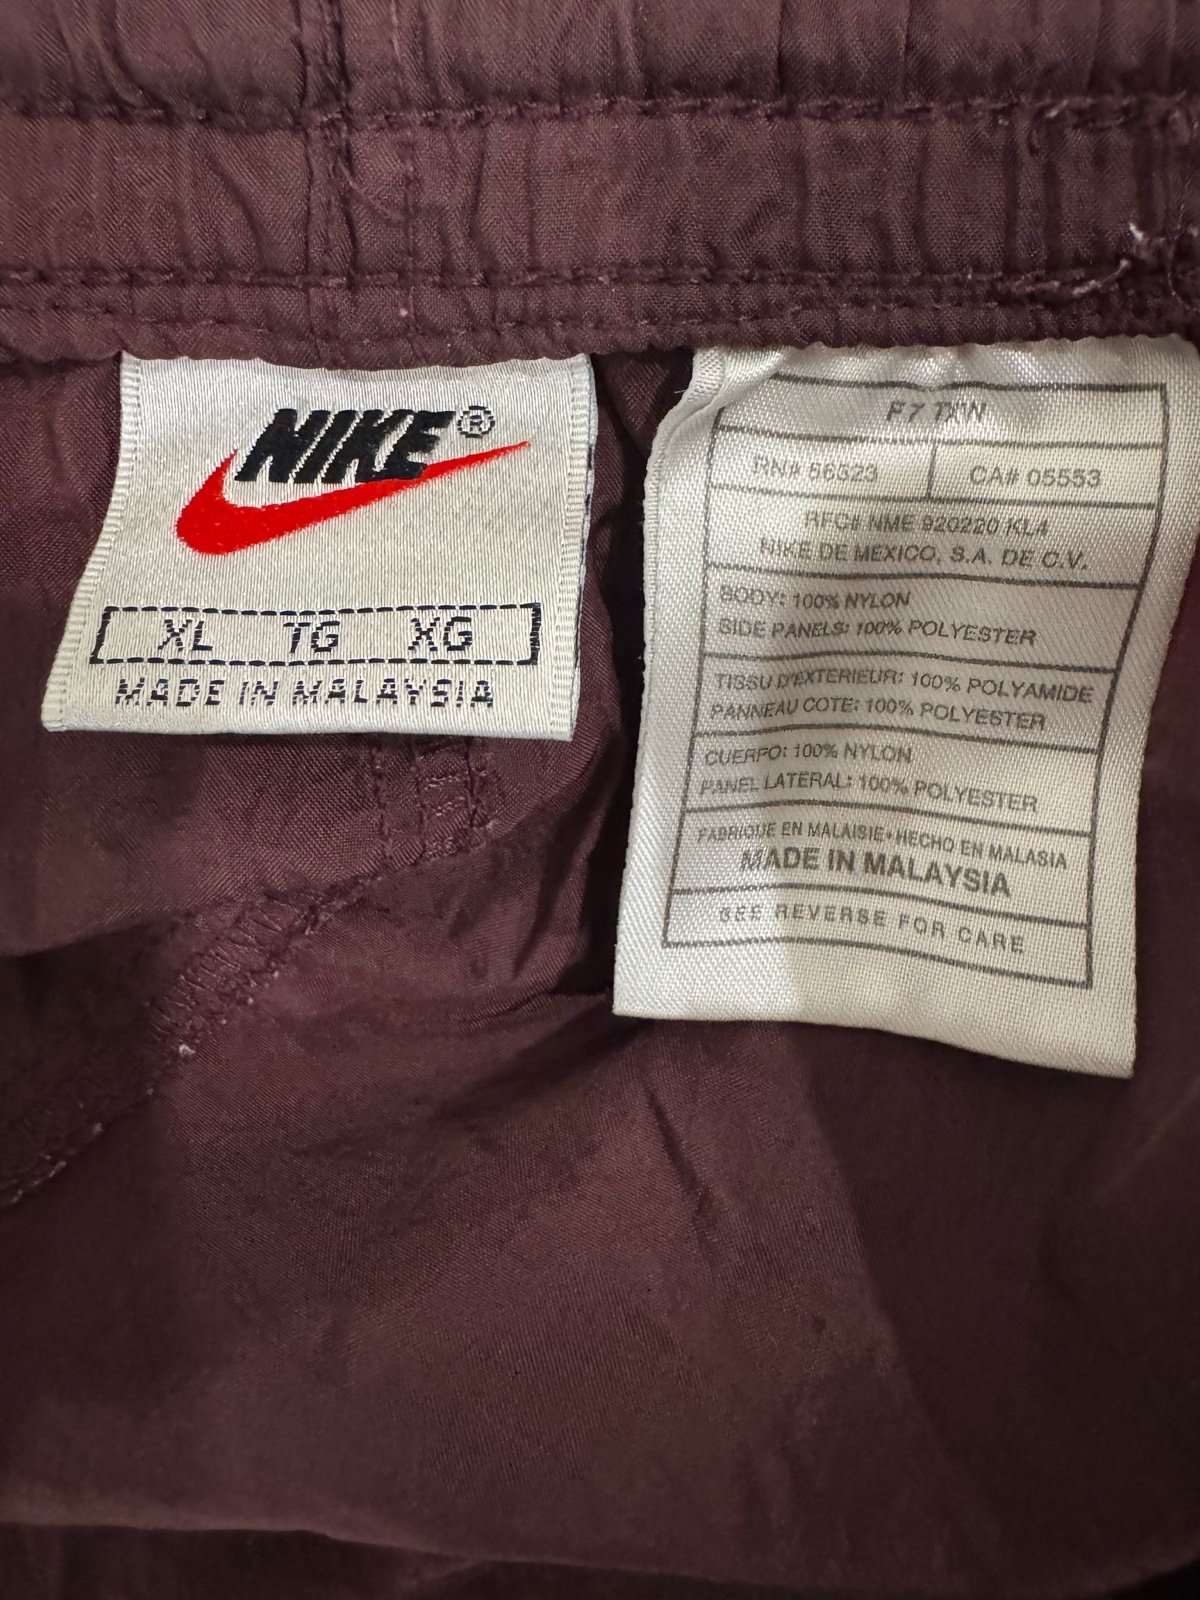 NIKE®
XL TG XG
MADE IN MALAYSIA
F7 TXW
RN# 56323 CA# 05553
RFC# NME 920220 KL4
NIKE DE MEXICO, S.A. DE C.V.
BODY: 100% NYLON
SIDE PANELS: 100% POLYESTER
TISSU D'EXTERIEUR: 100% POLYAMIDE
PANNEAU COTE: 100% POLYESTER
CUERPO: 100% NYLON
PANEL LATERAL: 100% POLYESTER
FABRIQUE EN MALAISIE•HECHO EN MALASIA
MADE IN MALAYSIA
SEE REVERSE FOR CARE